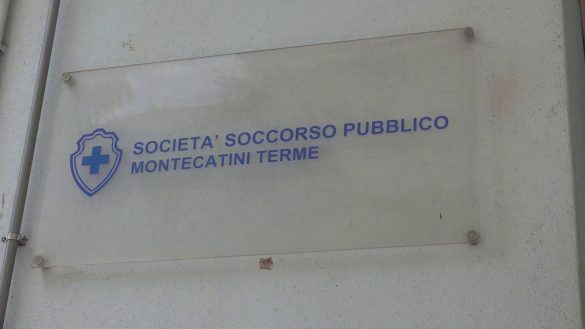 SOCIETA' SOCCORSO PUBBLICO
MONTECATINI TERME